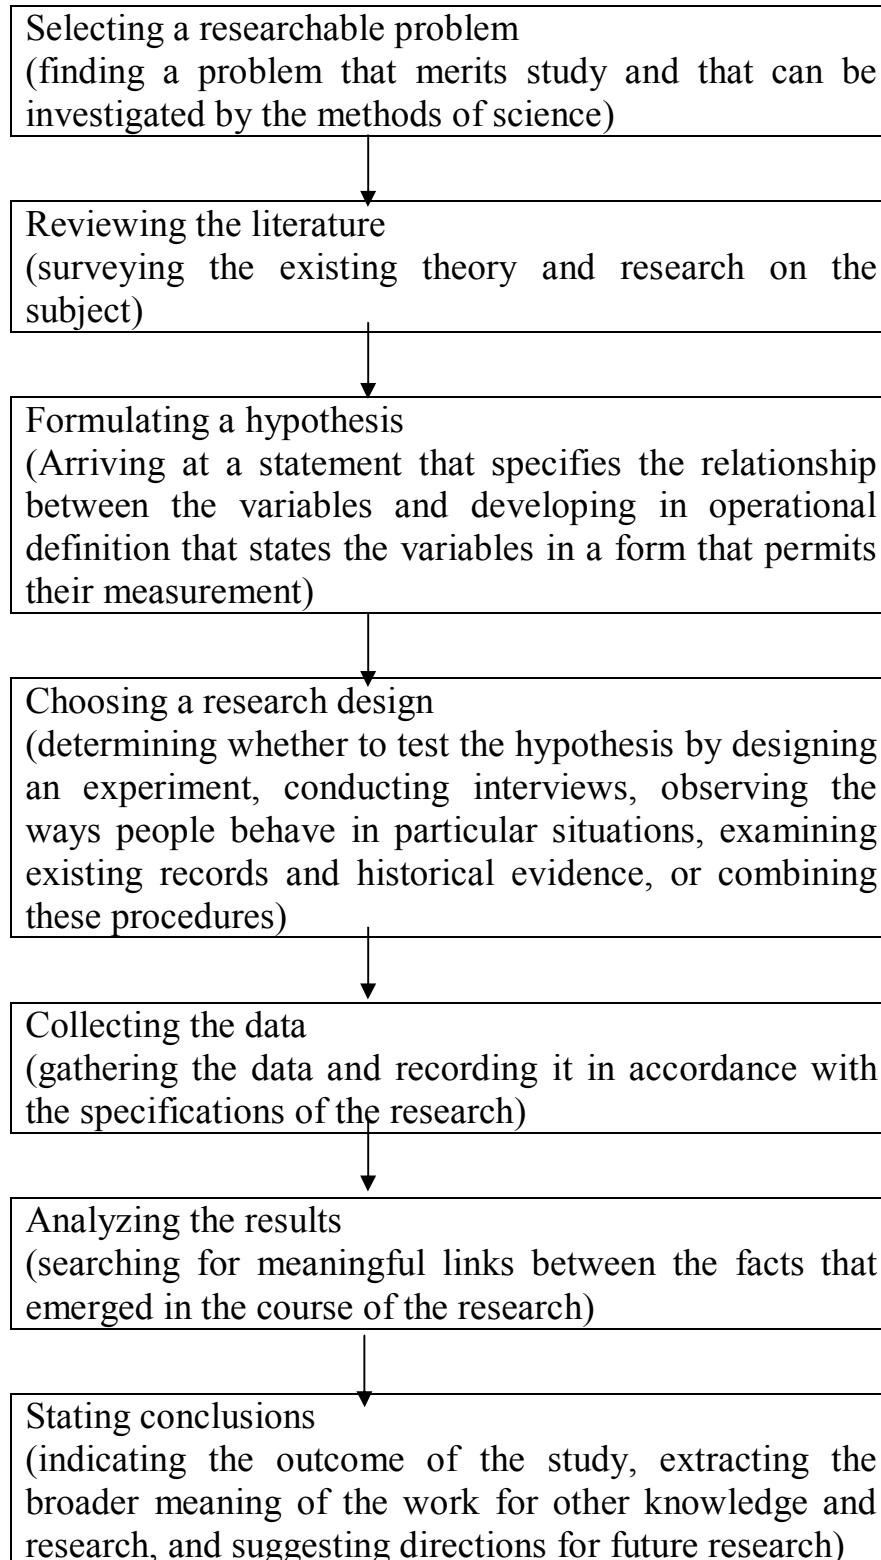 Selecting a researchable problem
(finding a problem that merits study and that can be
investigated by the methods of science)
Reviewing the literature
(surveying the existing theory and research on the
subject)
Formulating a hypothesis
(Arriving at a statement that specifies the relationship
between the variables and developing in operational
definition that states the variables in a form that permits
their measurement)
Choosing a research design
(determining whether to test the hypothesis by designing
an experiment, conducting interviews, observing the
ways people behave in particular situations, examining
existing records and historical evidence, or combining
these procedures)
Collecting the data
(gathering the data and recording it in accordance with
the specifications of the research)
Analyzing the results
(searching for meaningful links between the facts that
emerged in the course of the research)
Stating conclusions
(indicating the outcome of the study, extracting the
broader meaning of the work for other knowledge and
research, and suggesting directions for future research)